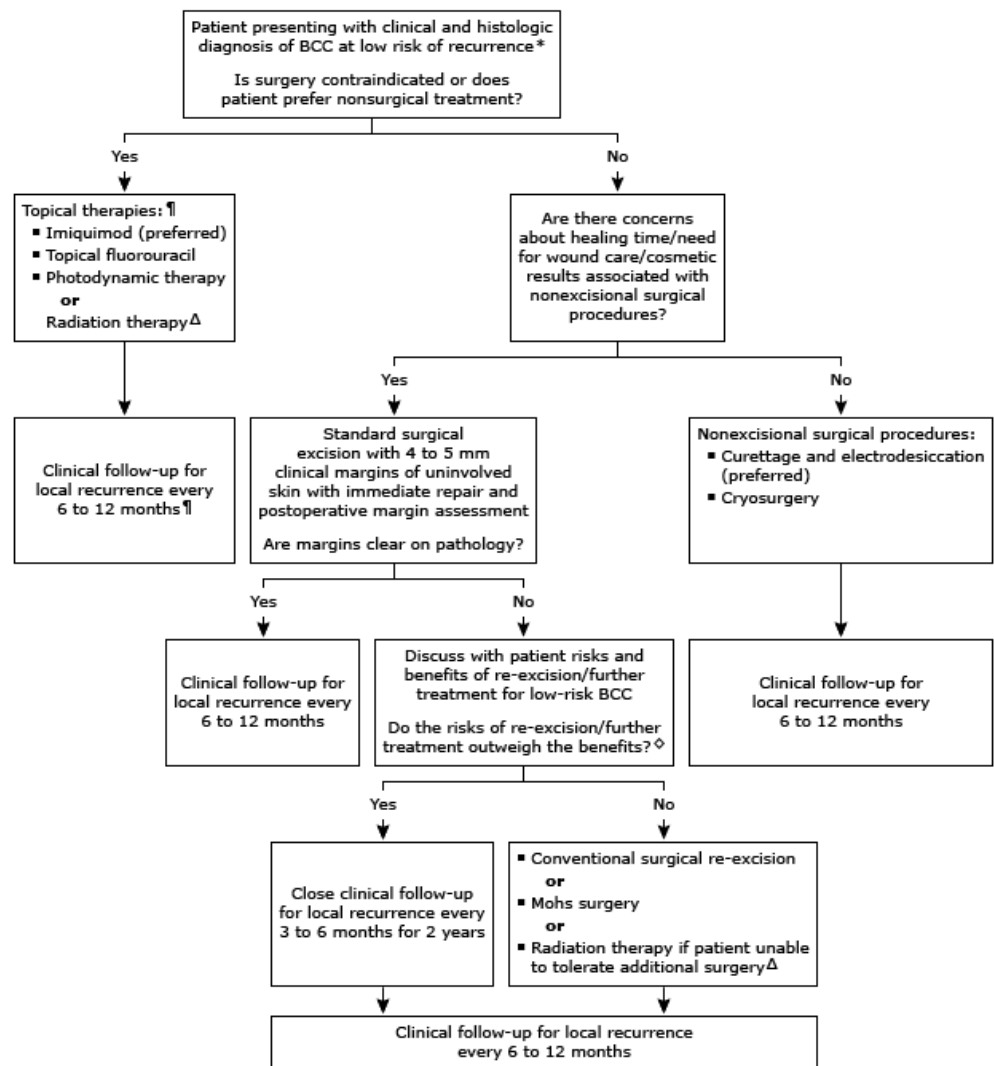 Patient presenting with clinical and histologic
diagnosis of BCC at low risk of recurrence*
Is surgery contraindicated or does
patient prefer nonsurgical treatment?
Yes
No
Topical therapies:¶
▪ Imiquimod (preferred)
▪ Topical fluorouracil
▪ Photodynamic therapy
or
Radiation therapyΔ
Are there concerns
about healing time/need
for wound care/cosmetic
results associated with
nonexcisional surgical
procedures?
Yes
No
Clinical follow-up for
local recurrence every
6 to 12 months¶
Standard surgical
excision with 4 to 5 mm
clinical margins of uninvolved
skin with immediate repair and
postoperative margin assessment
Are margins clear on pathology?
Nonexcisional surgical procedures:
▪ Curettage and electrodesiccation
(preferred)
▪ Cryosurgery
Yes
No
Clinical follow-up for
local recurrence every
6 to 12 months
Discuss with patient risks and
benefits of re-excision/further
treatment for low-risk BCC
Do the risks of re-excision/further
treatment outweigh the benefits?◇
Clinical follow-up for
local recurrence every
6 to 12 months
Yes
No
Close clinical follow-up
for local recurrence every
3 to 6 months for 2 years
▪ Conventional surgical re-excision
or
▪ Mohs surgery
or
▪ Radiation therapy if patient unable
to tolerate additional surgeryΔ
Clinical follow-up for local recurrence
every 6 to 12 months